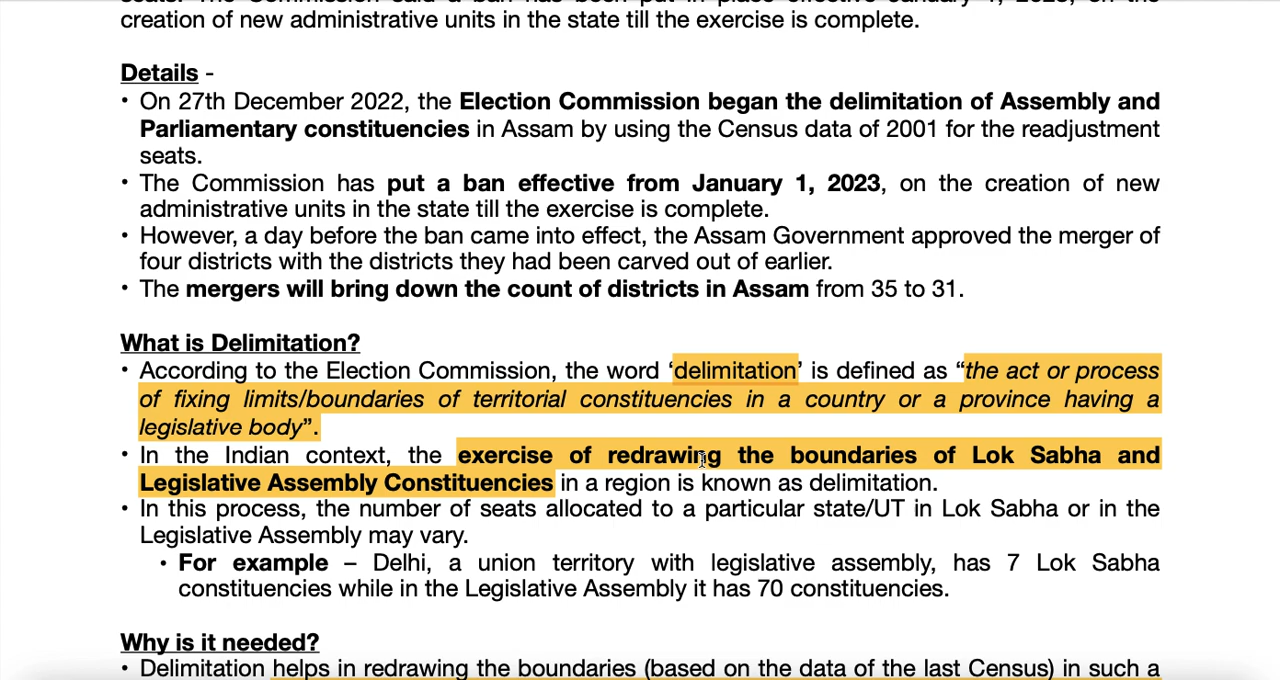 creation of new administrative units in the state till the exercise is complete.
Details -
• On 27th December 2022, the Election Commission began the delimitation of Assembly and
Parliamentary constituencies in Assam by using the Census data of 2001 for the readjustment
seats.
• The Commission has put a ban effective from January 1, 2023, on the creation of new
administrative units in the state till the exercise is complete.
• However, a day before the ban came into effect, the Assam Government approved the merger of
four districts with the districts they had been carved out of earlier.
• The mergers will bring down the count of districts in Assam from 35 to 31.
What is Delimitation?
• According to the Election Commission, the word ‘delimitation’ is defined as “the act or process
of fixing limits/boundaries of territorial constituencies in a country or a province having a
legislative body”.
• In the Indian context, the exercise of redrawing the boundaries of Lok Sabha and
Legislative Assembly Constituencies in a region is known as delimitation.
• In this process, the number of seats allocated to a particular state/UT in Lok Sabha or in the
Legislative Assembly may vary.
• For example – Delhi, a union territory with legislative assembly, has 7 Lok Sabha
constituencies while in the Legislative Assembly it has 70 constituencies.
Why is it needed?
• Delimitation helps in redrawing the boundaries (based on the data of the last Census) in such a